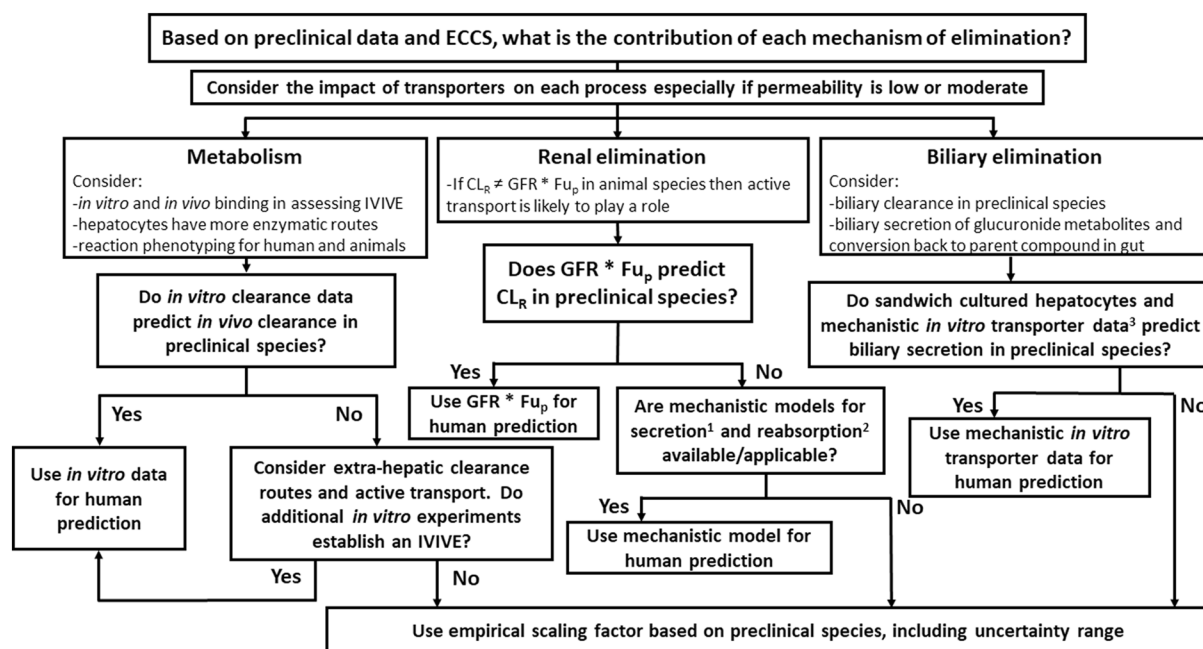 Based on preclinical data and ECCS, what is the contribution of each mechanism of elimination?
Consider the impact of transporters on each process especially if permeability is low or moderate
Metabolism
Consider:
-in vitro and in vivo binding in assessing IVIVE
-hepatocytes have more enzymatic routes
-reaction phenotyping for human and animals
Do in vitro clearance data
predict in vivo clearance in
preclinical species?
Yes
No
Use in vitro data
for human
prediction
Consider extra-hepatic clearance
routes and active transport. Do
additional in vitro experiments
establish an IVIVE?
Yes
No
Renal elimination
-If CLR ≠ GFR * Fup in animal species then active
transport is likely to play a role
Does GFR * Fup predict
CLR in preclinical species?
Yes
No
Use GFR * Fup for
human prediction
Are mechanistic models for
secretion¹ and reabsorption²
available/applicable?
Yes
No
Use mechanistic model for
human prediction
Biliary elimination
Consider:
-biliary clearance in preclinical species
-biliary secretion of glucuronide metabolites and
conversion back to parent compound in gut
Do sandwich cultured hepatocytes and
mechanistic in vitro transporter data³ predict
biliary secretion in preclinical species?
Yes
No
Use mechanistic in vitro
transporter data for
human prediction
Use empirical scaling factor based on preclinical species, including uncertainty range